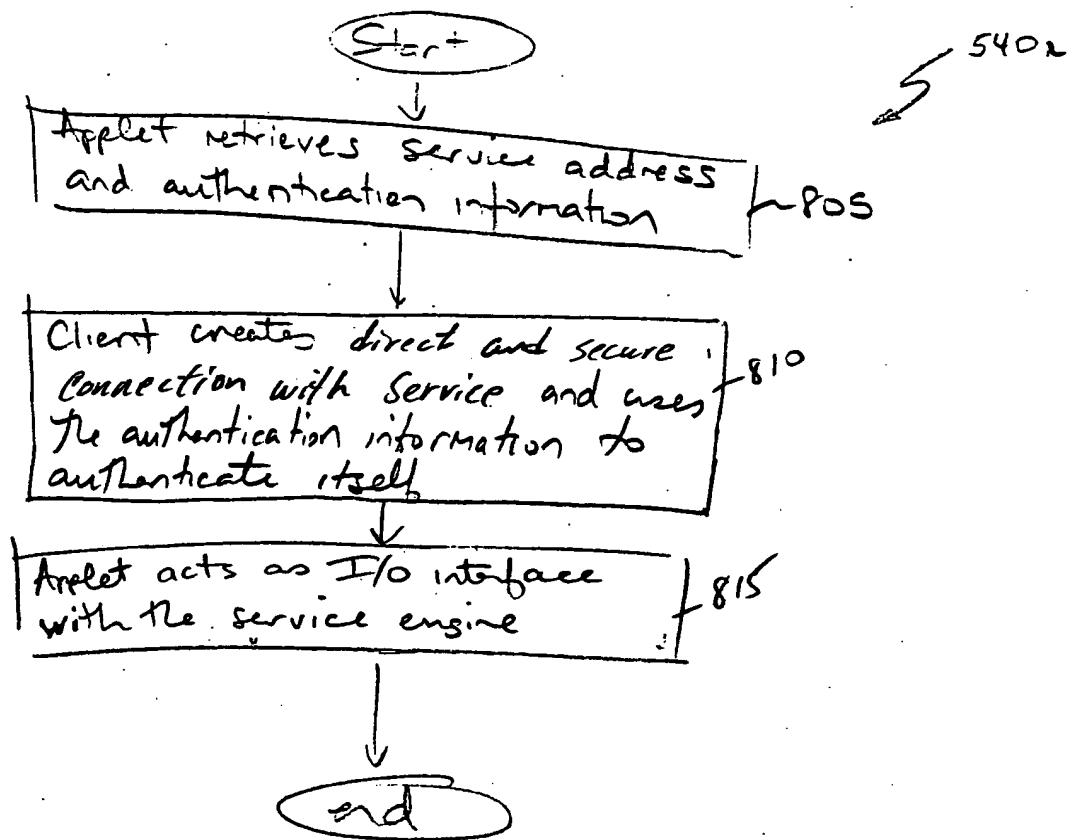 Start
540a
Applet retrieves service address
and authentication information
805
Client creates direct and secure
Connection with Service and uses
The authentication information to
authenticate itself
810
Applet acts as I/O interface
with the service engine
815
end